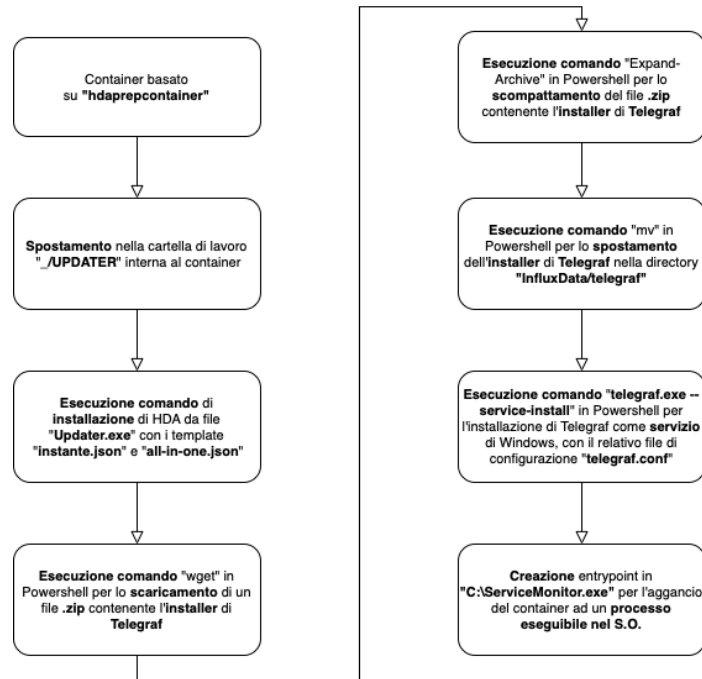 Container basato
su "hdaprepcontainer"
Spostamento nella cartella di lavoro
"_/UPDATER" interna al container
Esecuzione comando di
installazione di HDA da file
"Updater.exe" con i template
"instante.json" e "all-in-one.json"
Esecuzione comando "wget" in
Powershell per lo scaricamento di un
file .zip contenente l'installer di
Telegraf
Esecuzione comando "Expand-
Archive" in Powershell per lo
scompattamento del file .zip
contenente l'installer di Telegraf
Esecuzione comando "mv" in
Powershell per lo spostamento
dell'installer di Telegraf nella directory
"InfluxData/telegraf"
Esecuzione comando "telegraf.exe --
service-install" in Powershell per
l'installazione di Telegraf come servizio
di Windows, con il relativo file di
configurazione "telegraf.conf"
Creazione entrypoint in
"C:\ServiceMonitor.exe" per l'aggancio
del container ad un processo
eseguibile nel S.O.